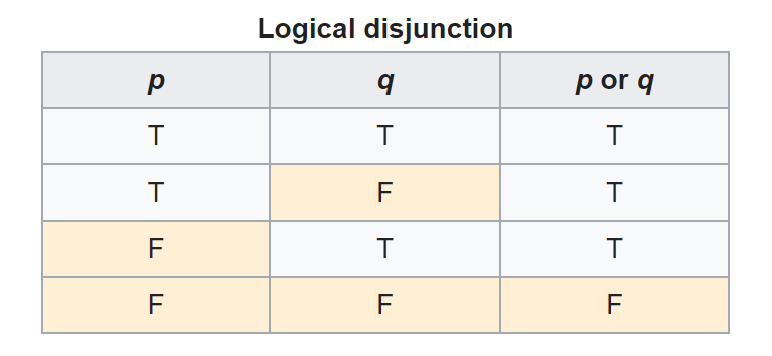 Logical disjunction
p q p or q
T T T
T F T
F T T
F F F